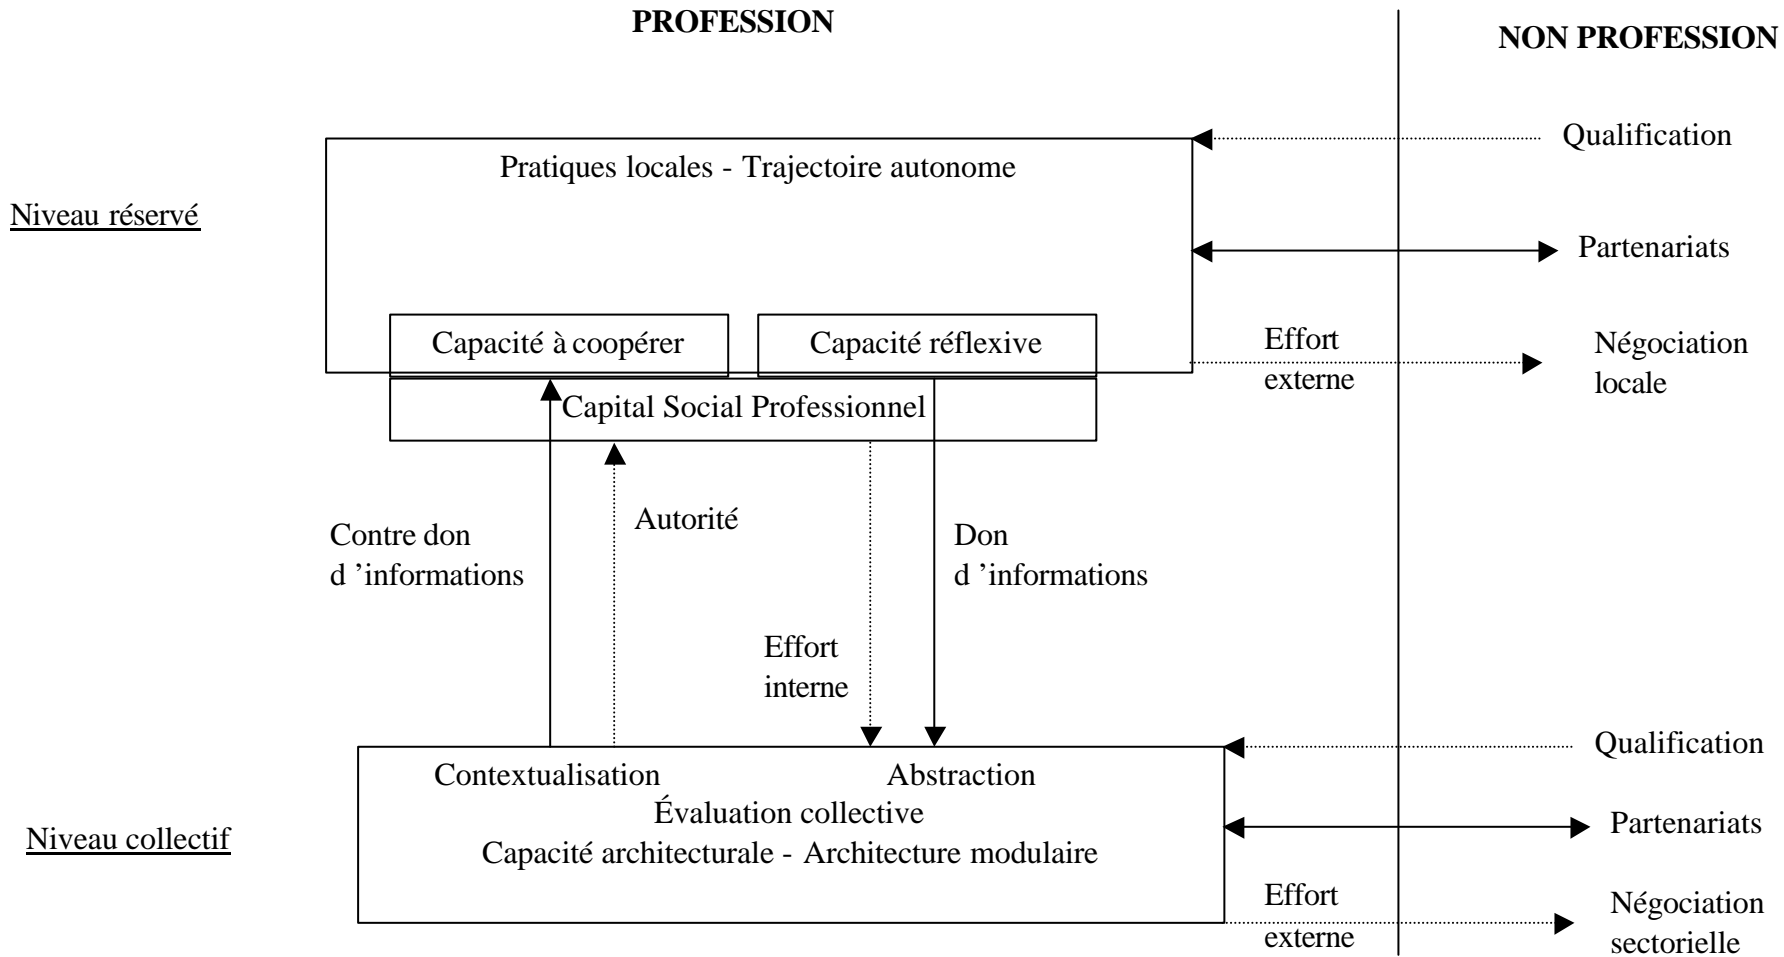 PROFESSION
NON PROFESSION
Qualification
Pratiques locales - Trajectoire autonome
Niveau réservé
Partenariats
Capacité à coopérer
Capacité réflexive
Effort
externe
Négociation
locale
Capital Social Professionnel
Contre don
d ’informations
Autorité
Don
d ’informations
Effort
interne
Qualification
Contextualisation
Abstraction
Évaluation collective
Capacité architecturale - Architecture modulaire
Niveau collectif
Partenariats
Effort
externe
Négociation
sectorielle